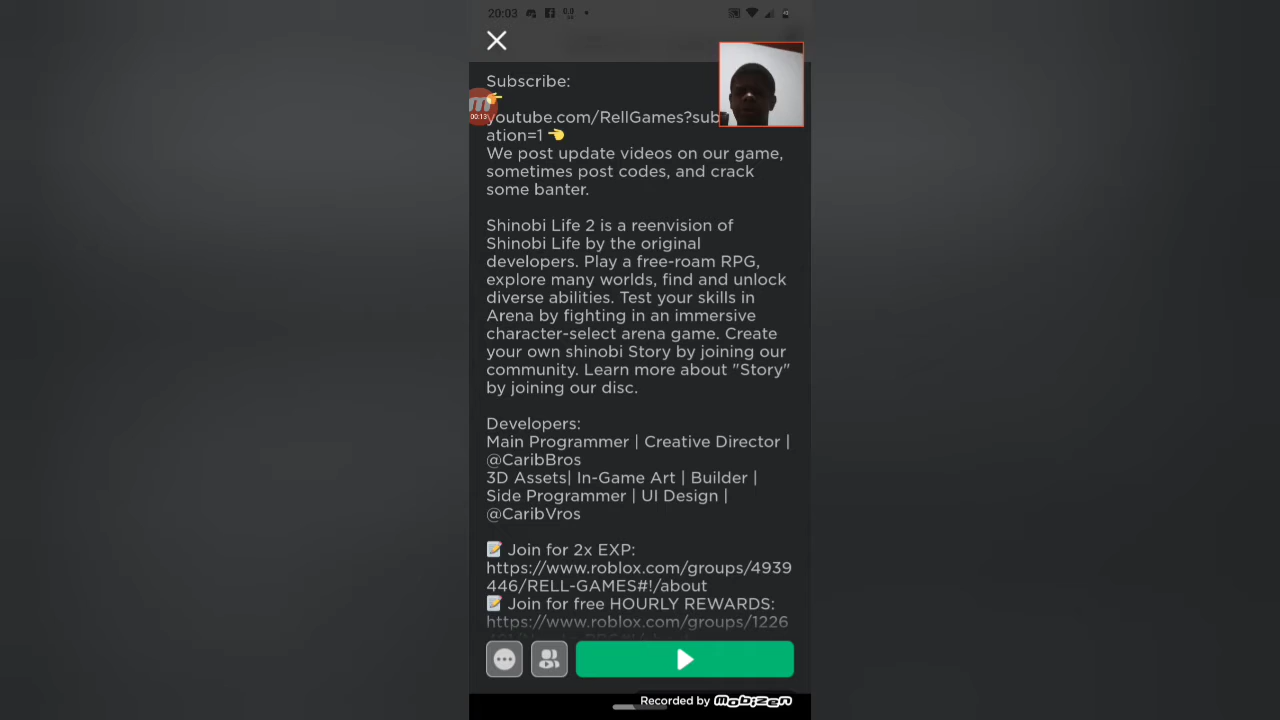 20:03
Subscribe:
youtube.com/RellGames?sub
ation=1 👈
We post update videos on our game,
sometimes post codes, and crack
some banter.
Shinobi Life 2 is a reenvision of
Shinobi Life by the original
developers. Play a free-roam RPG,
explore many worlds, find and unlock
diverse abilities. Test your skills in
Arena by fighting in an immersive
character-select arena game. Create
your own shinobi Story by joining our
community. Learn more about "Story"
by joining our disc.
Developers:
Main Programmer | Creative Director |
@CaribBros
3D Assets| In-Game Art | Builder |
Side Programmer | UI Design |
@CaribVros
📝 Join for 2x EXP:
https://www.roblox.com/groups/4939
446/RELL-GAMES#!/about
📝 Join for free HOURLY REWARDS:
https://www.roblox.com/groups/1226
00:13
Recorded by mobizen